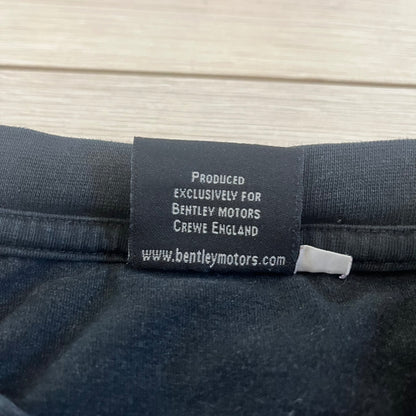 PRODUCED
EXCLUSIVELY FOR
BENTLEY MOTORS
CREWE ENGLAND
www.bentleymotors.com